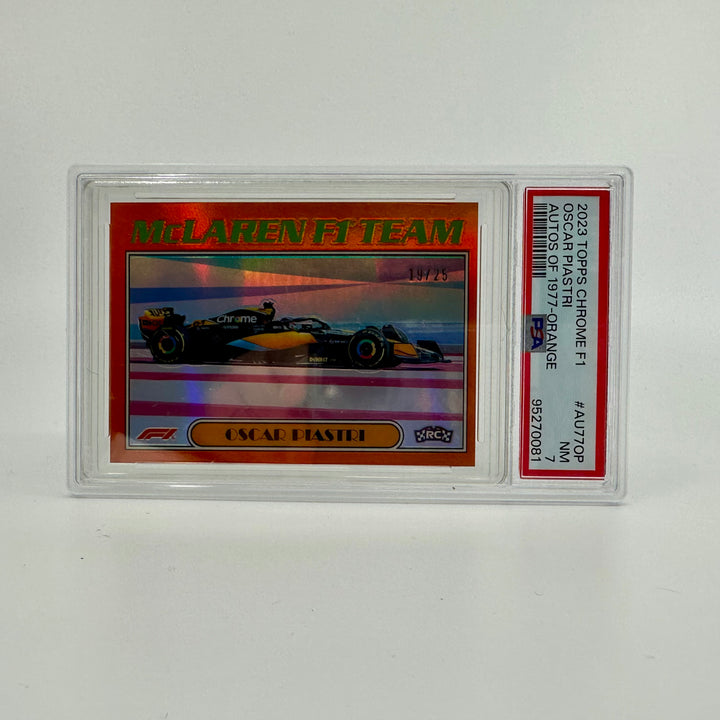 McLAREN F1 TEAM
19/25
chrome
OSCAR PIASTRI
RC
2023 TOPPS CHROME F1
OSCAR PIASTRI
AUTOS OF 1977-ORANGE
#AU77OP
NM
7
PSA
95270081